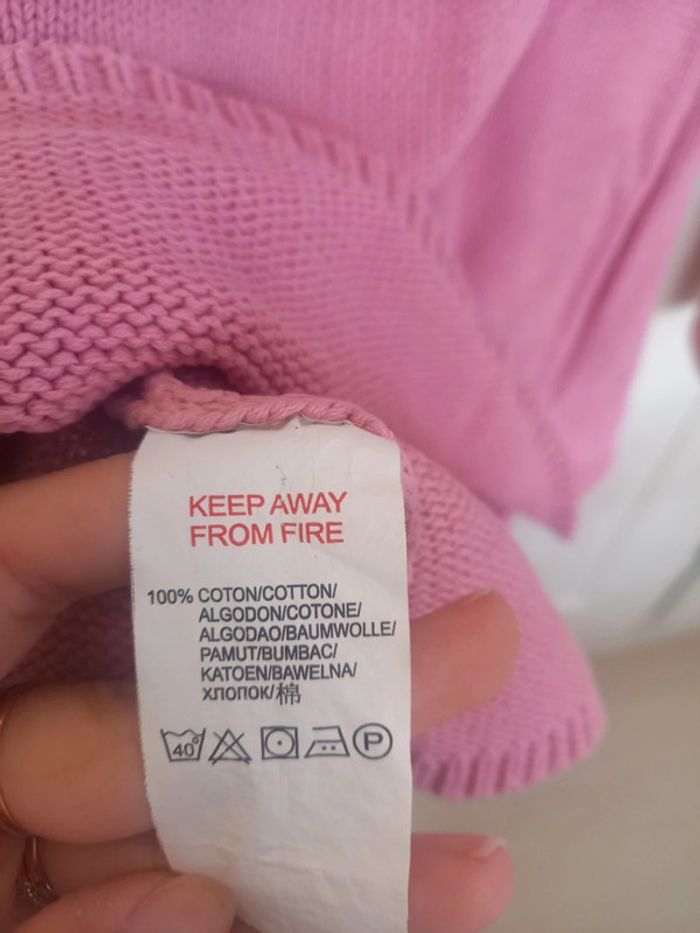 KEEP AWAY
FROM FIRE
100% COTON/COTTON/
ALGODON/COTONE/
ALGODAO/BAUMWOLLE/
PAMUT/BUMBAC/
KATOEN/BAWELNA/
ХЛОПОК/棉
40° P